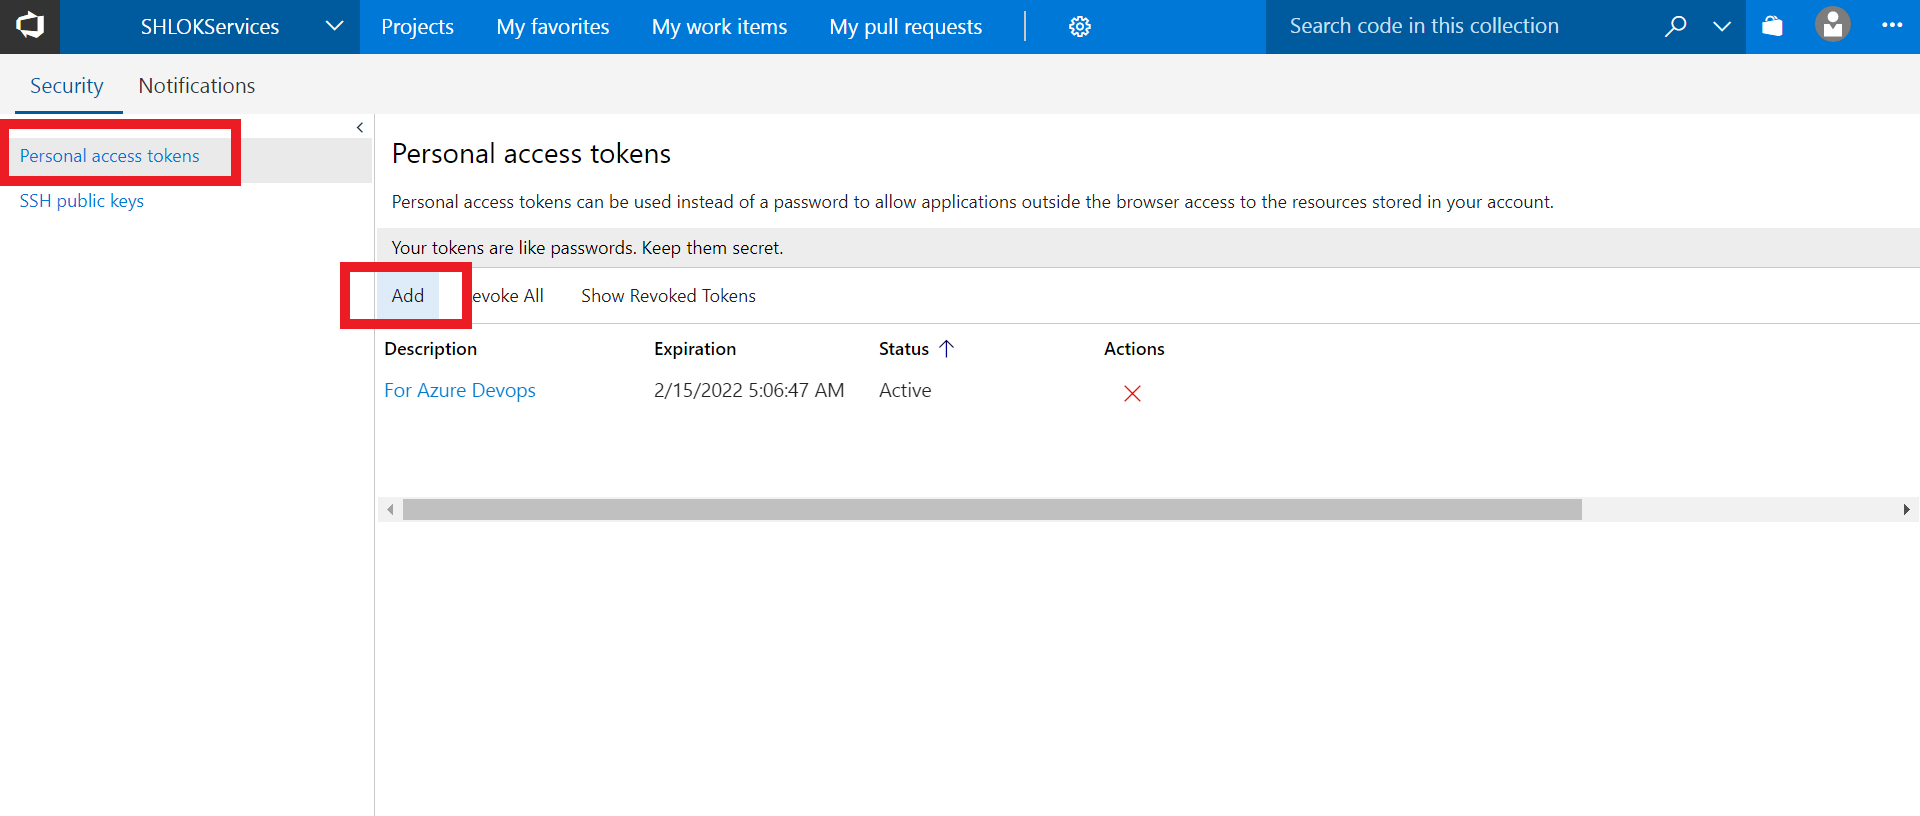 SHLOKServices Projects My favorites My work items My pull requests Search code in this collection
Security Notifications
Personal access tokens
SSH public keys
Personal access tokens
Personal access tokens can be used instead of a password to allow applications outside the browser access to the resources stored in your account.
Your tokens are like passwords. Keep them secret.
Add evoke All Show Revoked Tokens
Description Expiration Status Actions
For Azure Devops 2/15/2022 5:06:47 AM Active